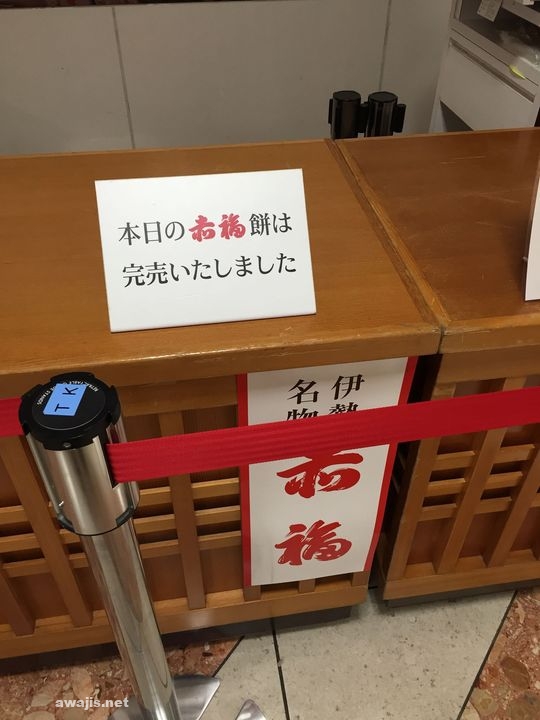 本日の赤福餅は
完売いたしました
伊勢
名物
赤福
awajis.net